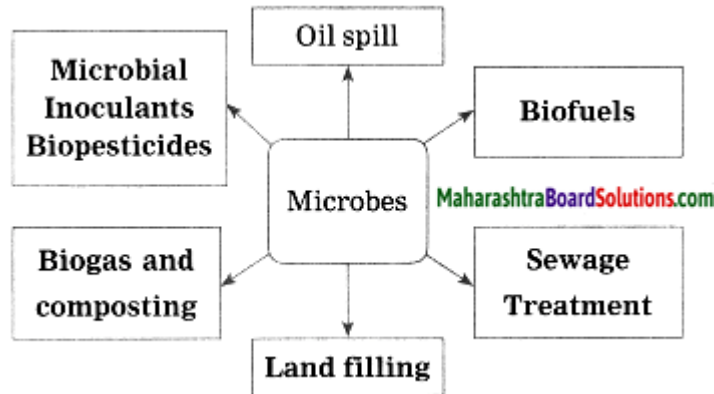 Oil spill
Microbial
Inoculants
Biopesticides
Biofuels
Microbes
MaharashtraBoardSolutions.com
Biogas and
composting
Sewage
Treatment
Land filling